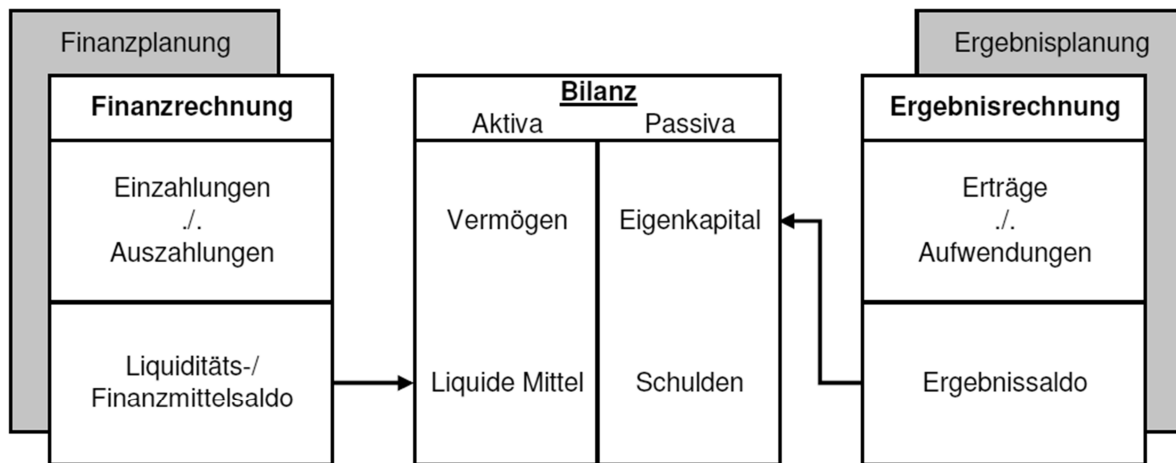 Finanzplanung
Finanzrechnung
Einzahlungen
./.
Auszahlungen
Liquiditäts-/
Finanzmittelsaldo
Bilanz
Aktiva Passiva
Vermögen Eigenkapital
Liquide Mittel Schulden
Ergebnisplanung
Ergebnisrechnung
Erträge
./.
Aufwendungen
Ergebnissaldo